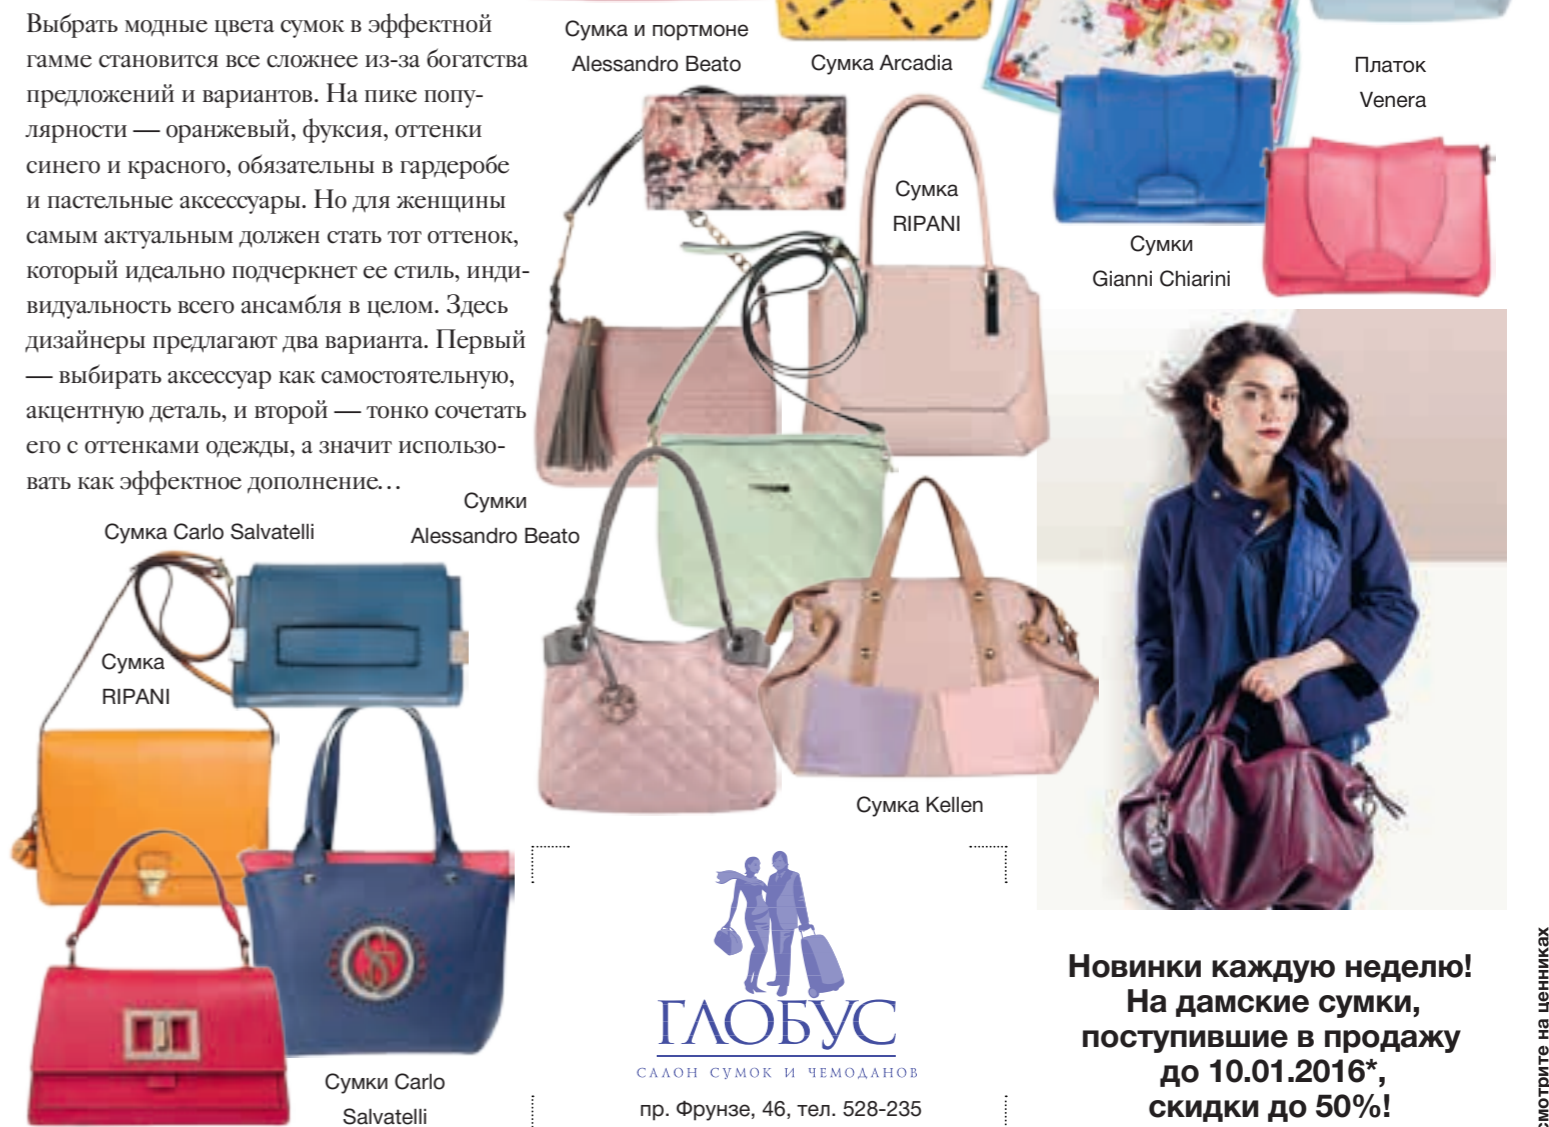 Выбрать модные цвета сумок в эффектной
гамме становится все сложнее из-за богатства
предложений и вариантов. На пике попу-
лярности — оранжевый, фуксия, оттенки
синего и красного, обязательны в гардеробе
и пастельные аксессуары. Но для женщины
самым актуальным должен стать тот оттенок,
который идеально подчеркнет ее стиль, инди-
видуальность всего ансамбля в целом. Здесь
дизайнеры предлагают два варианта. Первый
— выбирать аксессуар как самостоятельную,
акцентную деталь, и второй — тонко сочетать
его с оттенками одежды, а значит использо-
вать как эффектное дополнение…
Сумка и портмоне
Alessandro Beato
Сумка Arcadia
Платок
Venera
Сумка
RIPANI
Сумки
Gianni Chiarini
Сумки
Alessandro Beato
Сумка Carlo Salvatelli
Сумка
RIPANI
Сумка Kellen
Сумки Carlo
Salvatelli
ГЛОБУС
САЛОН СУМОК И ЧЕМОДАНОВ
пр. Фрунзе, 46, тел. 528-235
Новинки каждую неделю!
На дамские сумки,
поступившие в продажу
до 10.01.2016*,
скидки до 50%!
на ценниках